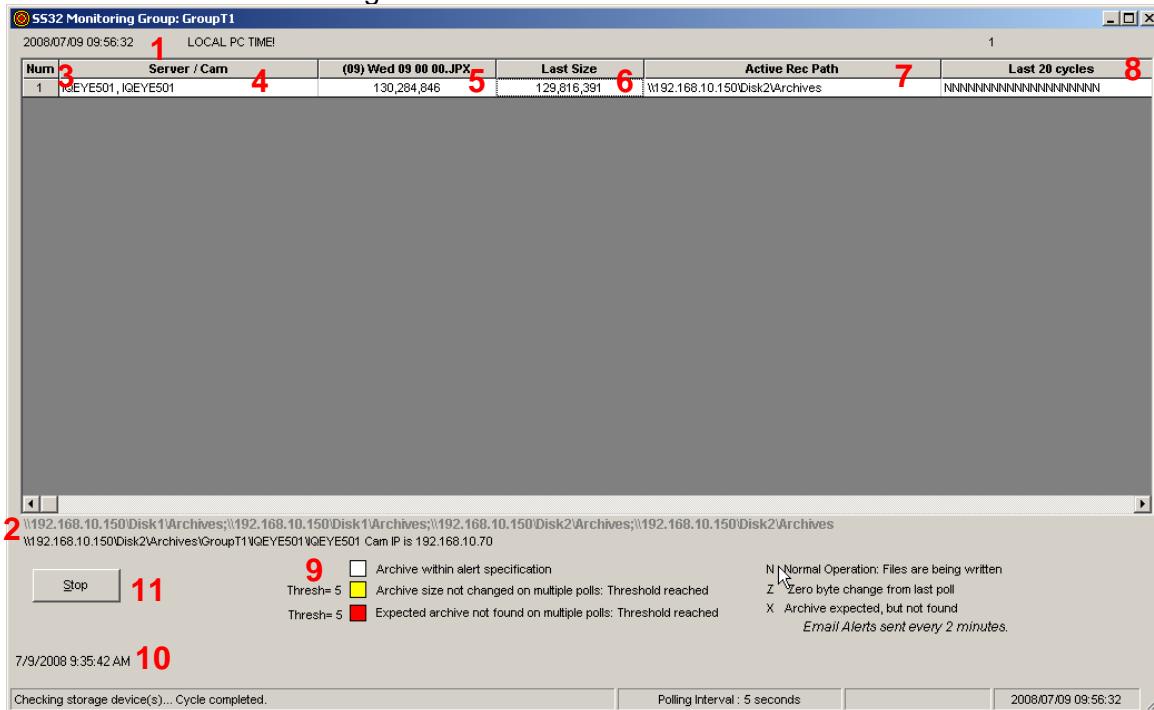 SS32 Monitoring Group: GroupT1
2008/07/09 09:56:32 1 LOCAL PC TIME! 1
Num 3 Server / Cam 4 (09) Wed 09 00 00.JPX 5 Last Size 6 Active Rec Path 7 Last 20 cycles 8
1 IQEYE501, IQEYE501 130,284,846 129,816,391 \\192.168.10.150\Disk2\Archives NNNNNNNNNNNNNNNNNNNN
2 \\192.168.10.150\Disk1\Archives;\\192.168.10.150\Disk1\Archives;\\192.168.10.150\Disk2\Archives;\\192.168.10.150\Disk2\Archives
\\192.168.10.150\Disk2\Archives\GroupT1\IQEYE501\IQEYE501 Cam IP is 192.168.10.70
9 Archive within alert specification N Normal Operation: Files are being written
Stop 11 Thresh= 5 Archive size not changed on multiple polls: Threshold reached Z Zero byte change from last poll
Thresh= 5 Expected archive not found on multiple polls: Threshold reached X Archive expected, but not found
Email Alerts sent every 2 minutes.
7/9/2008 9:35:42 AM 10
Checking storage device(s)... Cycle completed. Polling Interval : 5 seconds 2008/07/09 09:56:32